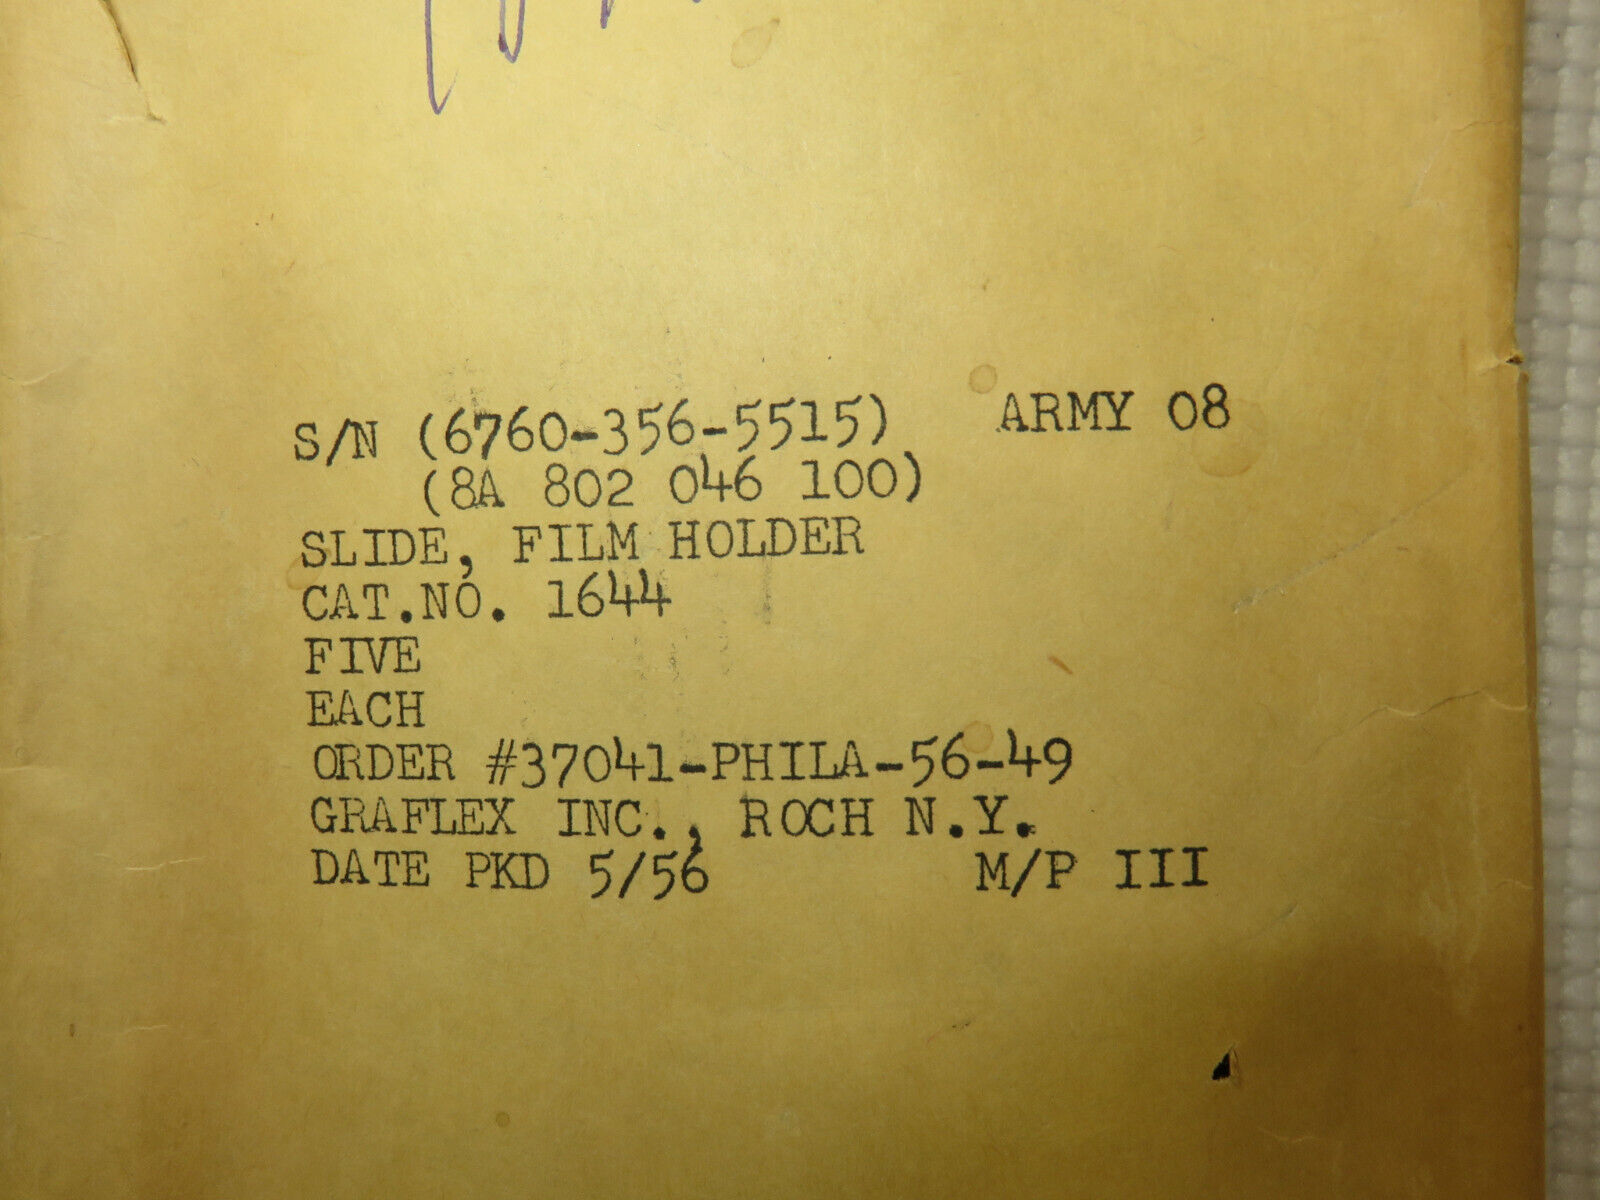 S/N (6760-356-5515) ARMY 08
(8A 802 046 100)
SLIDE, FILM HOLDER
CAT.NO. 1644
FIVE
EACH
ORDER #37041-PHILA-56-49
GRAFLEX INC., ROCH N.Y.
DATE PKD 5/56 M/P III